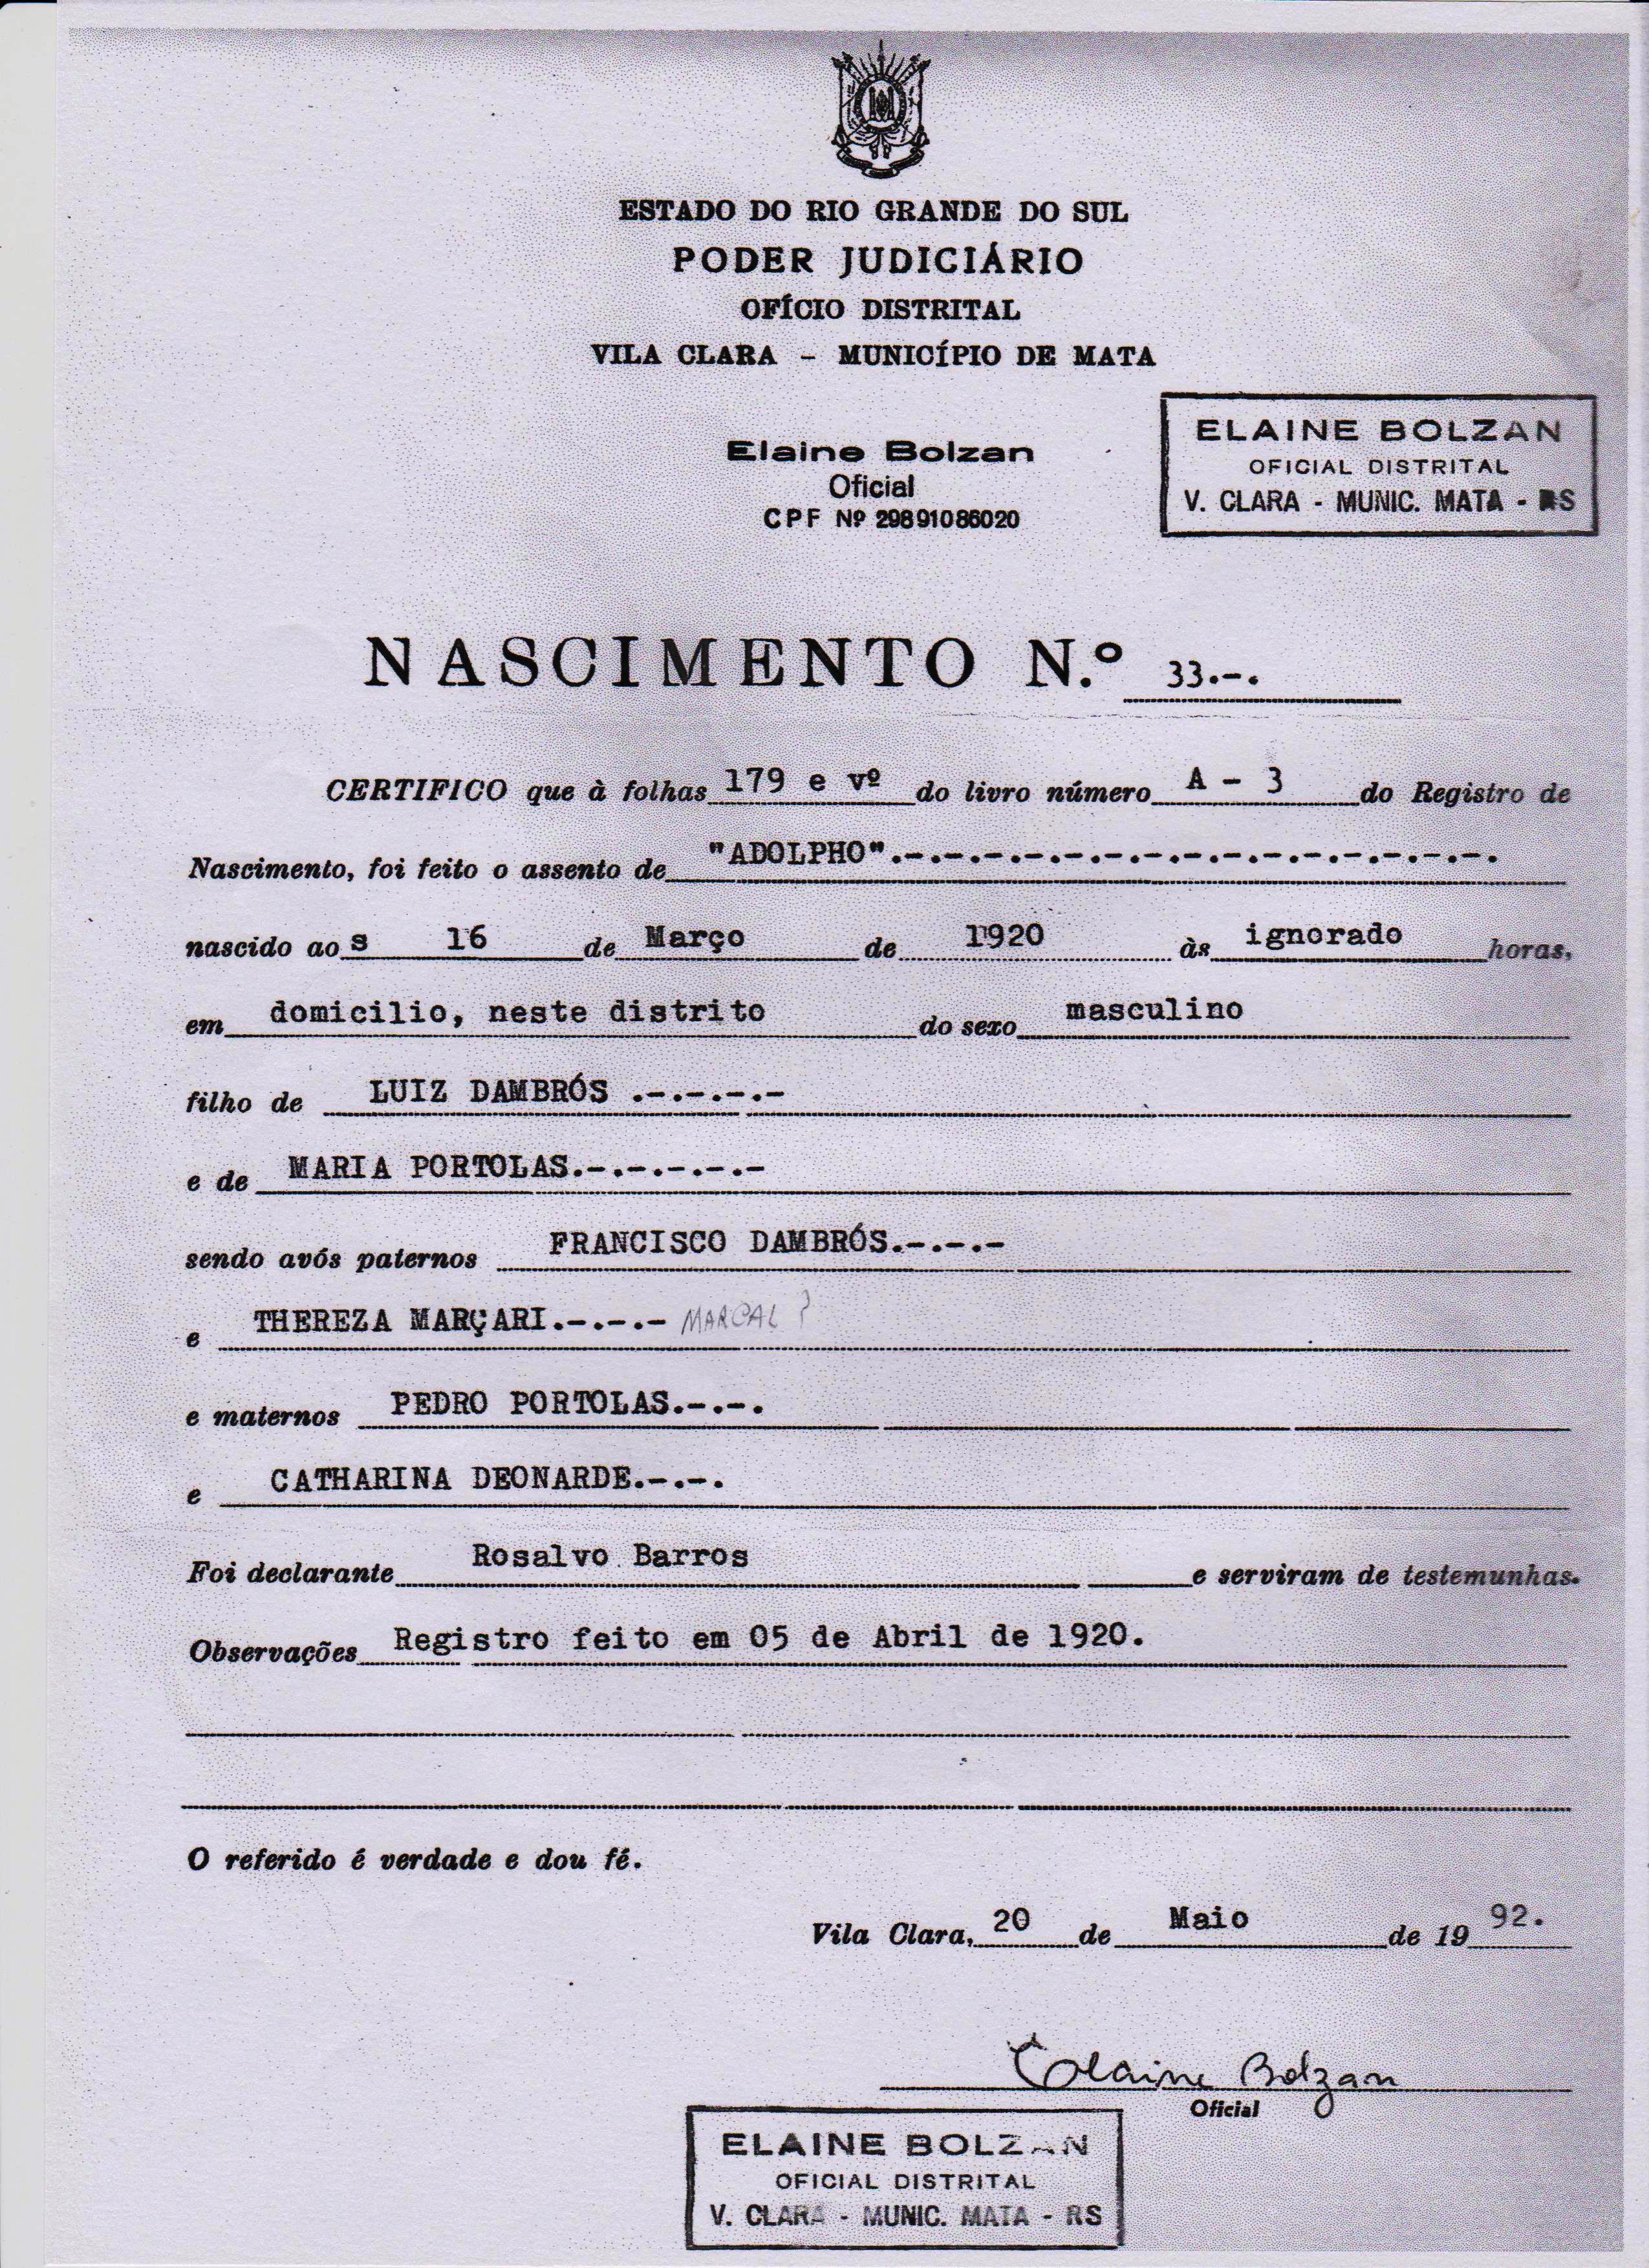 ESTADO DO RIO GRANDE DO SUL
PODER JUDICIÁRIO
OFÍCIO DISTRITAL
VILA CLARA - MUNICÍPIO DE MATA
Elaine Bolzan
Oficial
CPF Nº 29891086020
ELAINE BOLZAN
OFICIAL DISTRITAL
V. CLARA - MUNIC. MATA - RS
NASCIMENTO N.º 33.-.
CERTIFICO que à folhas 179 e vº do livro número A - 3 do Registro de
Nascimento, foi feito o assento de "ADOLPHO".-.-.-.-.-.-.-.-.-.-.-.-.-.-.-.
nascido aos 16 de Março de 1920 às ignorado horas,
em domicilio, neste distrito do sexo masculino
filho de LUIZ DAMBRÓS .-.-.-.-
e de MARIA PORTOLAS.-.-.-.-.-
sendo avós paternos FRANCISCO DAMBRÓS.-.-.-
e THEREZA MARÇARI.-.-.- MARCAL ?
e maternos PEDRO PORTOLAS.-.-.
e CATHARINA DEONARDE.-.-.
Foi declarante Rosalvo Barros e serviram de testemunhas.
Observações Registro feito em 05 de Abril de 1920.
O referido é verdade e dou fé.
Vila Clara, 20 de Maio de 1992.
Elaine Bolzan
Oficial
ELAINE BOLZAN
OFICIAL DISTRITAL
V. CLARA - MUNIC. MATA - RS